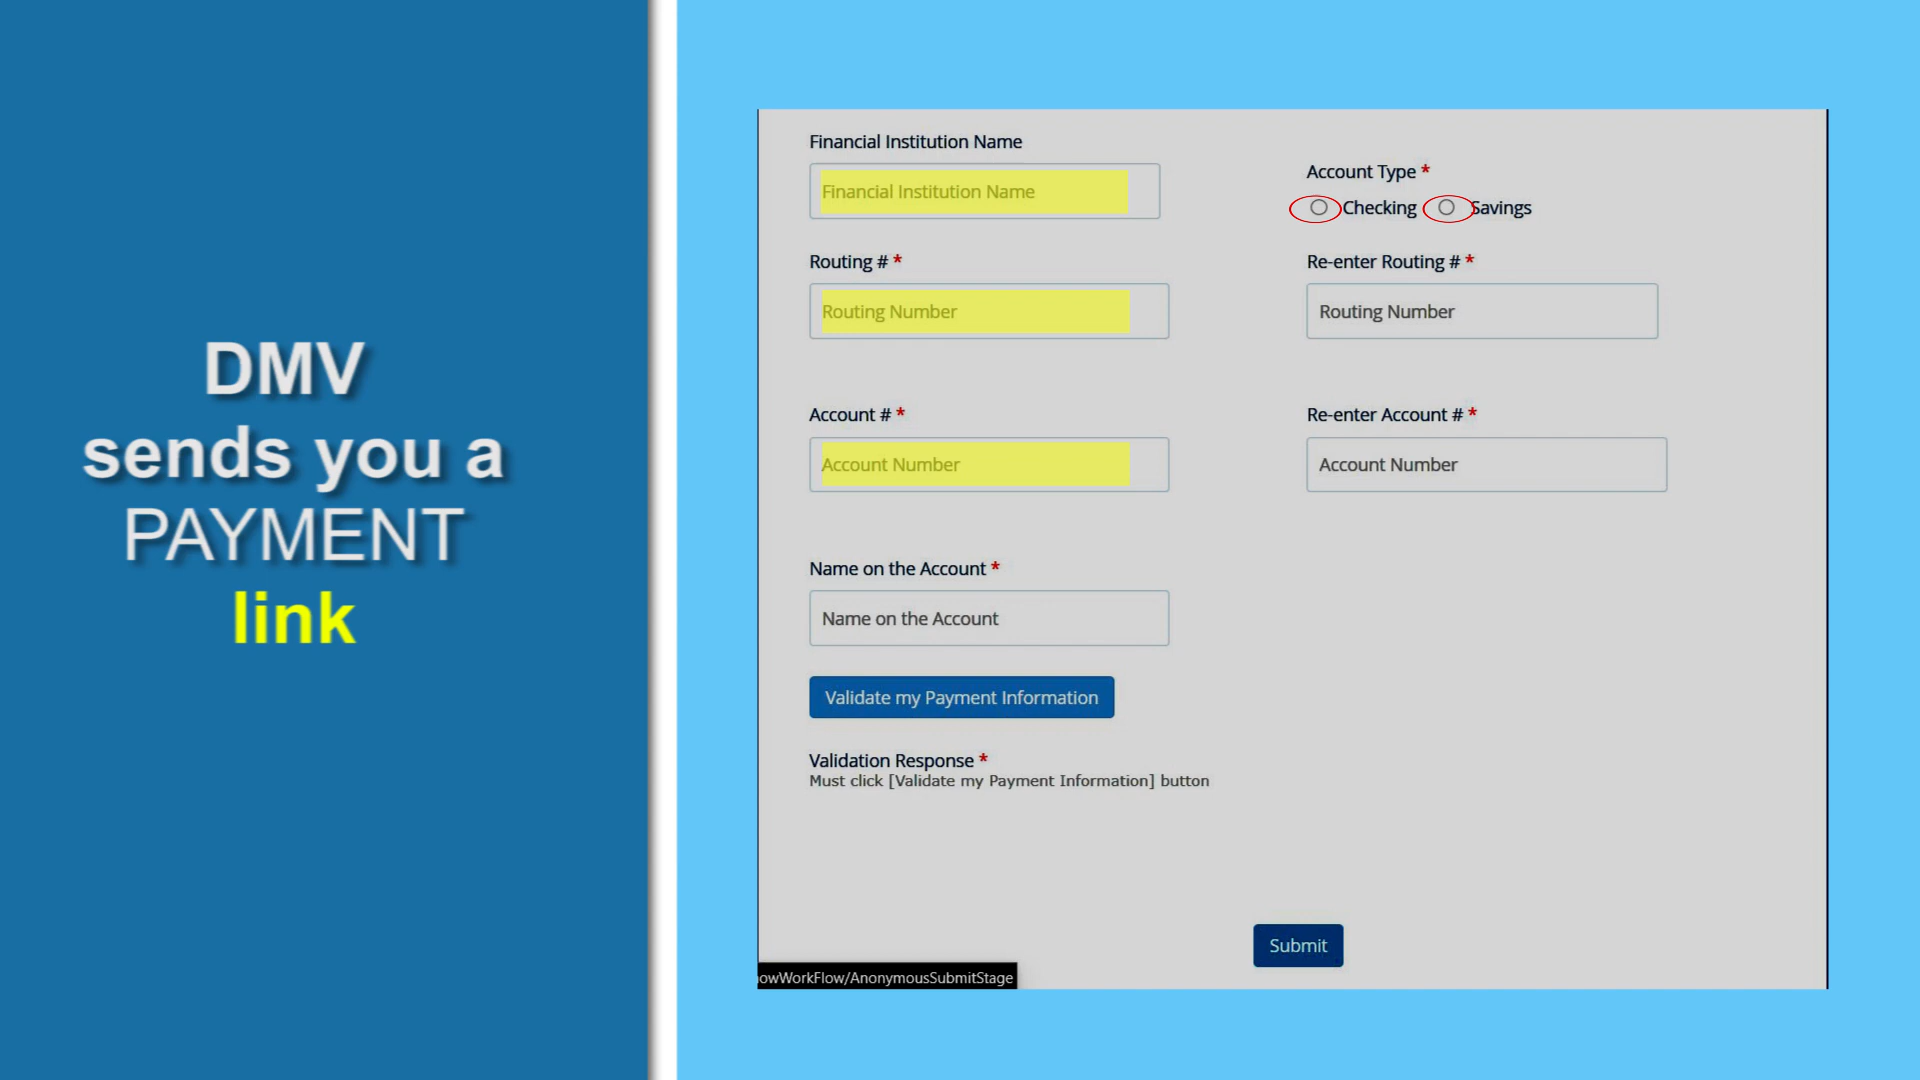 DMV
sends you a
PAYMENT
link
Financial Institution Name
Financial Institution Name
Account Type *
Checking Savings
Routing # *
Routing Number
Re-enter Routing # *
Routing Number
Account # *
Account Number
Re-enter Account # *
Account Number
Name on the Account *
Name on the Account
Validate my Payment Information
Validation Response *
Must click [Validate my Payment Information] button
Submit
owWorkFlow/AnonymousSubmitStage